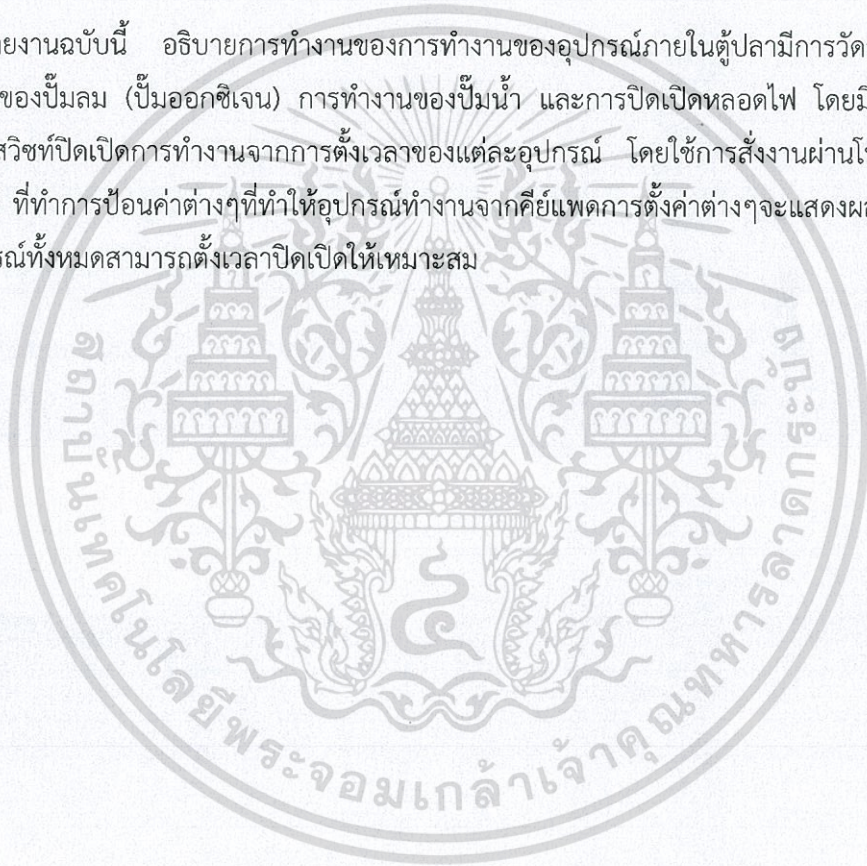 ยงานฉบับนี้ อธิบายการทำงานของการทำงานของอุปกรณ์ภายในตู้ปลามีการวัด
ของปั๊มลม (ปั๊มออกซิเจน) การทำงานของปั๊มน้ำ และการปิดเปิดหลอดไฟ โดยมี
สวิชท์ปิดเปิดการทำงานจากการตั้งเวลาของแต่ละอุปกรณ์ โดยใช้การสั่งงานผ่านโ
ที่ทำการป้อนค่าต่างๆที่ทำให้อุปกรณ์ทำงานจากคีย์แพดการตั้งค่าต่างๆจะแสดงผ
รณ์ทั้งหมดสามารถตั้งเวลาปิดเปิดให้เหมาะสม
สถาบันเทคโนโลยีพระจอมเกล้าเจ้าคุณทหารลาดกระบัง
๔